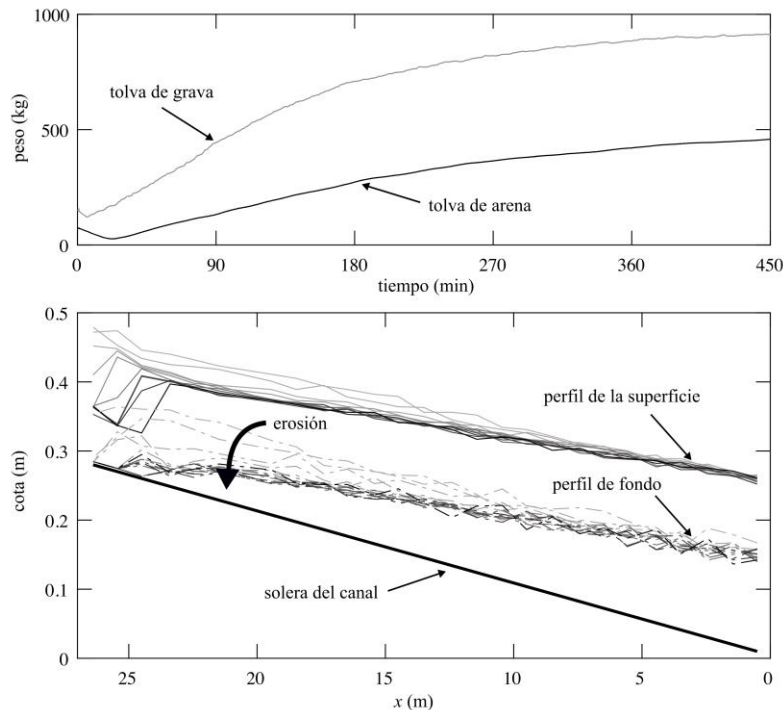 1000
tolva de grava
peso (kg)
500
tolva de arena
0
0
90
180
270
360
450
tiempo (min)
0.5
0.4
perfil de la superficie
erosión
0.3
cota (m)
perfil de fondo
0.2
solera del canal
0.1
0
25
20
15
10
5
0
x (m)